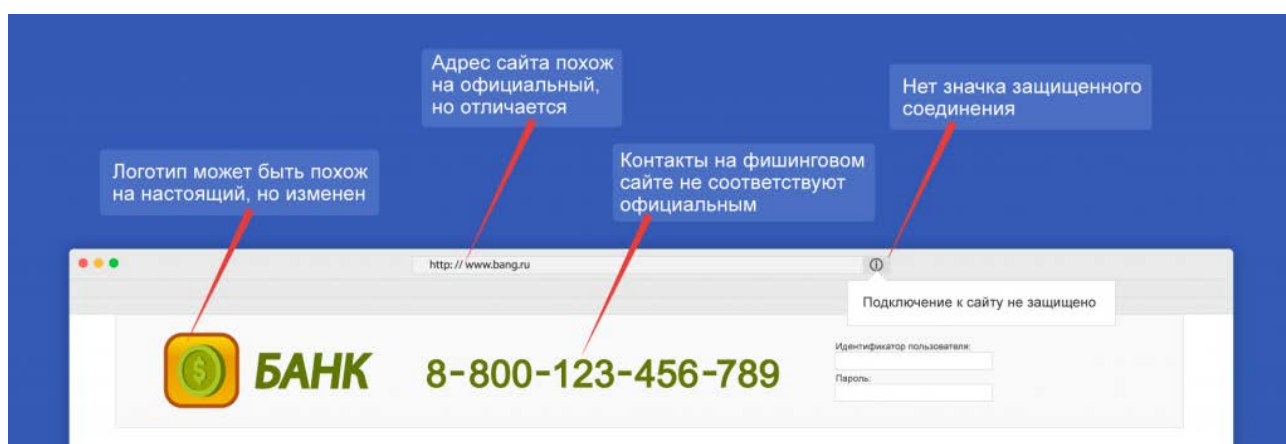 Адрес сайта похож
на официальный,
но отличается
Нет значка защищенного
соединения
Логотип может быть похож
на настоящий, но изменен
Контакты на фишинговом
сайте не соответствуют
официальным
http: // www.bang.ru
Подключение к сайту не защищено
БАНК
8-800-123-456-789
Идентификатор пользователя:
Пароль: